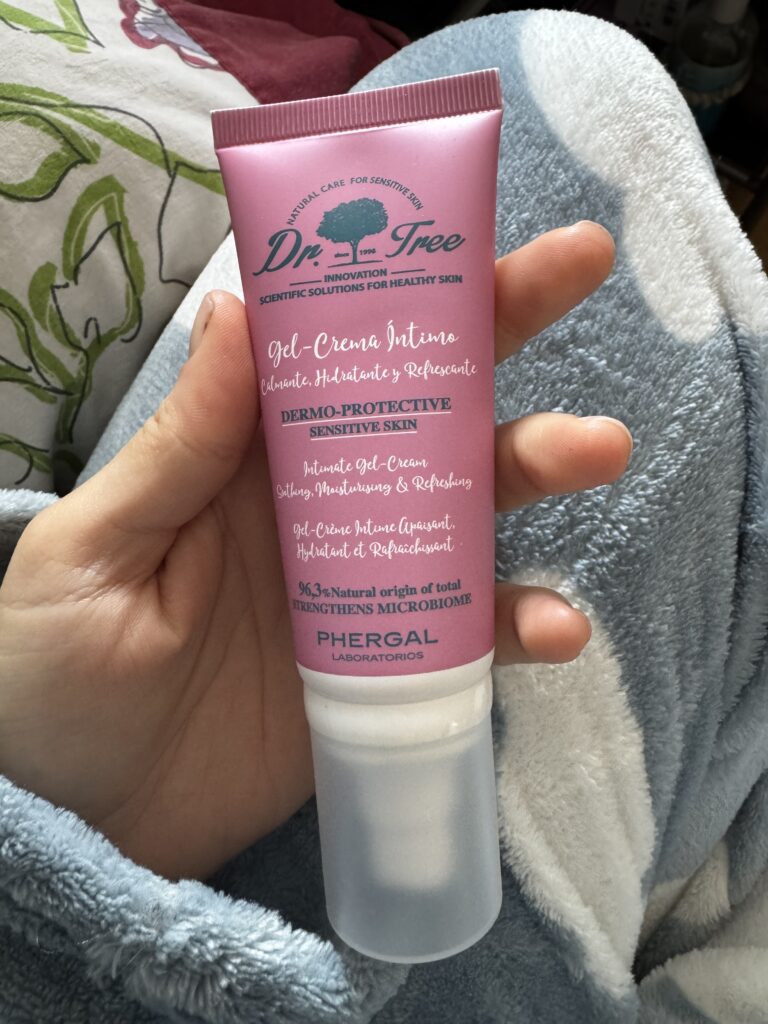 NATURAL CARE FOR SENSITIVE SKIN
Dr. Tree
since 1996
INNOVATION
SCIENTIFIC SOLUTIONS FOR HEALTHY SKIN
Gel-Crema Íntimo
Calmante, Hidratante y Refrescante
DERMO-PROTECTIVE
SENSITIVE SKIN
Intimate Gel-Cream
Soothing, Moisturising & Refreshing
Gel-Crème Intime Apaisant,
Hydratant et Rafraîchissant
96,3% Natural origin of total
STRENGTHENS MICROBIOME
PHERGAL
LABORATORIOS